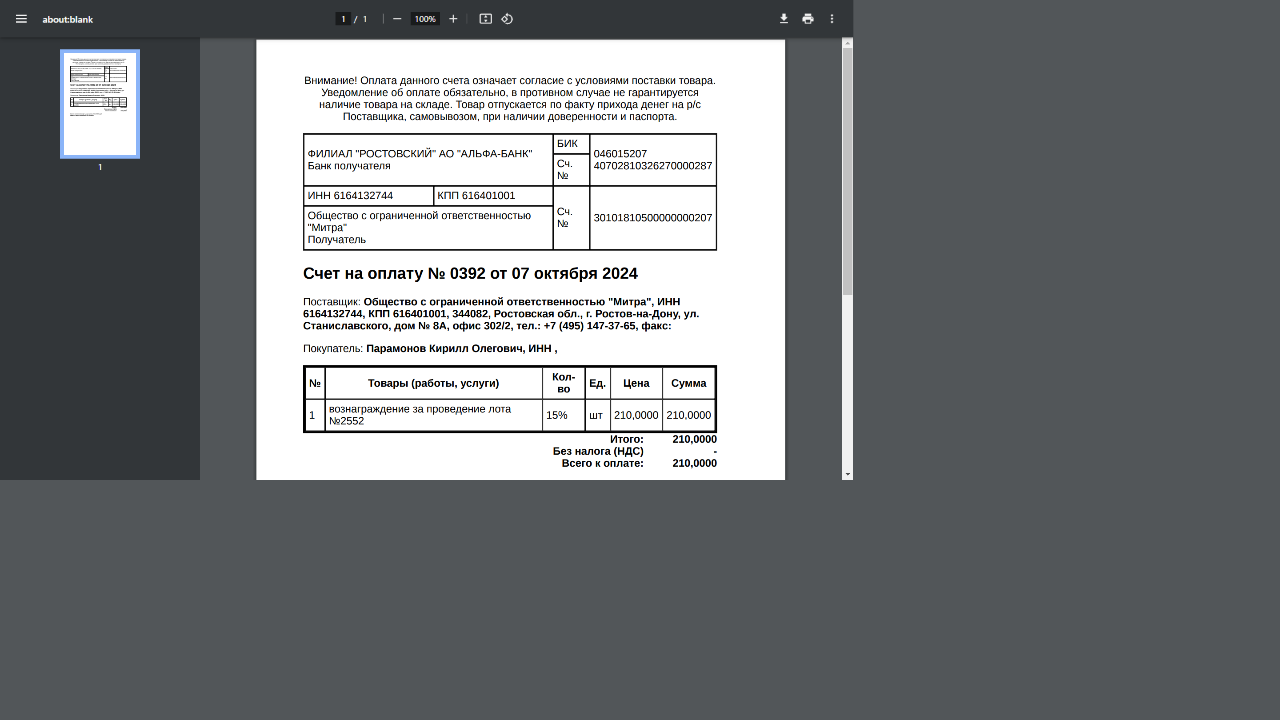 about:blank
1 / 1
100%
1
Внимание! Оплата данного счета означает согласие с условиями поставки товара.
Уведомление об оплате обязательно, в противном случае не гарантируется
наличие товара на складе. Товар отпускается по факту прихода денег на р/с
Поставщика, самовывозом, при наличии доверенности и паспорта.
ФИЛИАЛ "РОСТОВСКИЙ" АО "АЛЬФА-БАНК"
Банк получателя
БИК
Сч.
№
046015207
40702810326270000287
ИНН 6164132744
КПП 616401001
Общество с ограниченной ответственностью
"Митра"
Получатель
Сч.
№
30101810500000000207
Счет на оплату № 0392 от 07 октября 2024
Поставщик: Общество с ограниченной ответственностью "Митра", ИНН
6164132744, КПП 616401001, 344082, Ростовская обл., г. Ростов-на-Дону, ул.
Станиславского, дом № 8А, офис 302/2, тел.: +7 (495) 147-37-65, факс:
Покупатель: Парамонов Кирилл Олегович, ИНН ,
№ Товары (работы, услуги) Кол-во Ед. Цена Сумма
1 вознаграждение за проведение лота №2552 15% шт 210,0000 210,0000
Итого: 210,0000
Без налога (НДС) -
Всего к оплате: 210,0000